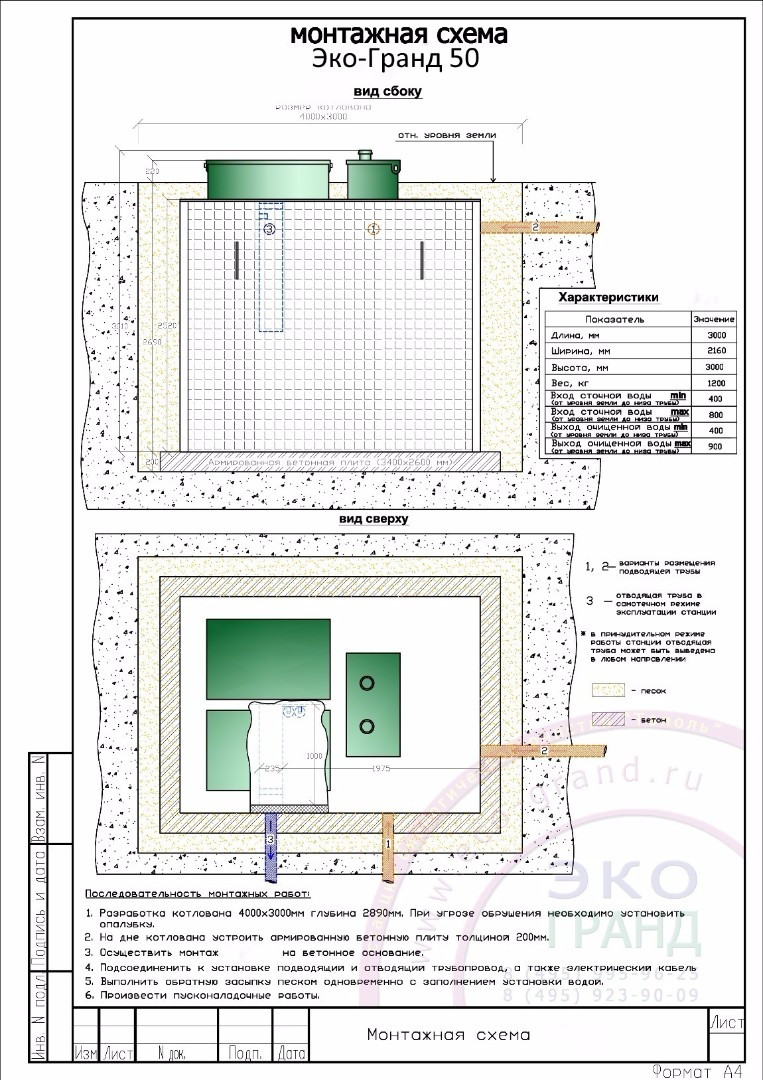 монтажная схема
Эко-Гранд 50
вид сбоку
РАЗМЕР КОТЛОВАНА
4000х3000
ОТН. УРОВНЯ ЗЕМЛИ
620
3
1
2
3010
2520
2690
200
Армированная бетонная плита (3400х2600 мм)
Характеристики
Показатель Значение
Длина, мм 3000
Ширина, мм 2160
Высота, мм 3000
Вес, кг 1200
Вход сточной воды min 400
(от уровня земли до низа трубы)
Вход сточной воды max 800
(от уровня земли до низа трубы)
Выход очищенной воды min 400
(от уровня земли до низа трубы)
Выход очищенной воды max 900
(от уровня земли до низа трубы)
вид сверху
1, 2— варианты размещения
подводящей трубы
3 — отводящая труба в
самотечном режиме
эксплуатации станции
* в принудительном режиме
работы станции отводящая
труба может быть выведена
в любом направлении
– песок
– бетон
1000
235
1975
2
3
1
www.eco-grand.ru
ЭКО
ГРАНД
8 (495) 923-90-09
Последовательность монтажных работ:
1. Разработка котлована 4000х3000мм глубина 2890мм. При угрозе обрушения необходимо установить
опалубку.
2. На дне котлована устроить армированную бетонную плиту толщиной 200мм.
3. Осуществить монтаж на бетонное основание.
4. Подсоединенить к установке подводящий и отводящий трубопровод, а также электрический кабель
5. Выполнить обратную засыпку песком одновременно с заполнением установки водой.
6. Произвести пусконаладочные работы.
Взам. инв. N
Подпись и дата
Инв. N подл
Изм Лист N док. Подп. Дата
Монтажная схема
Лист
Формат А4